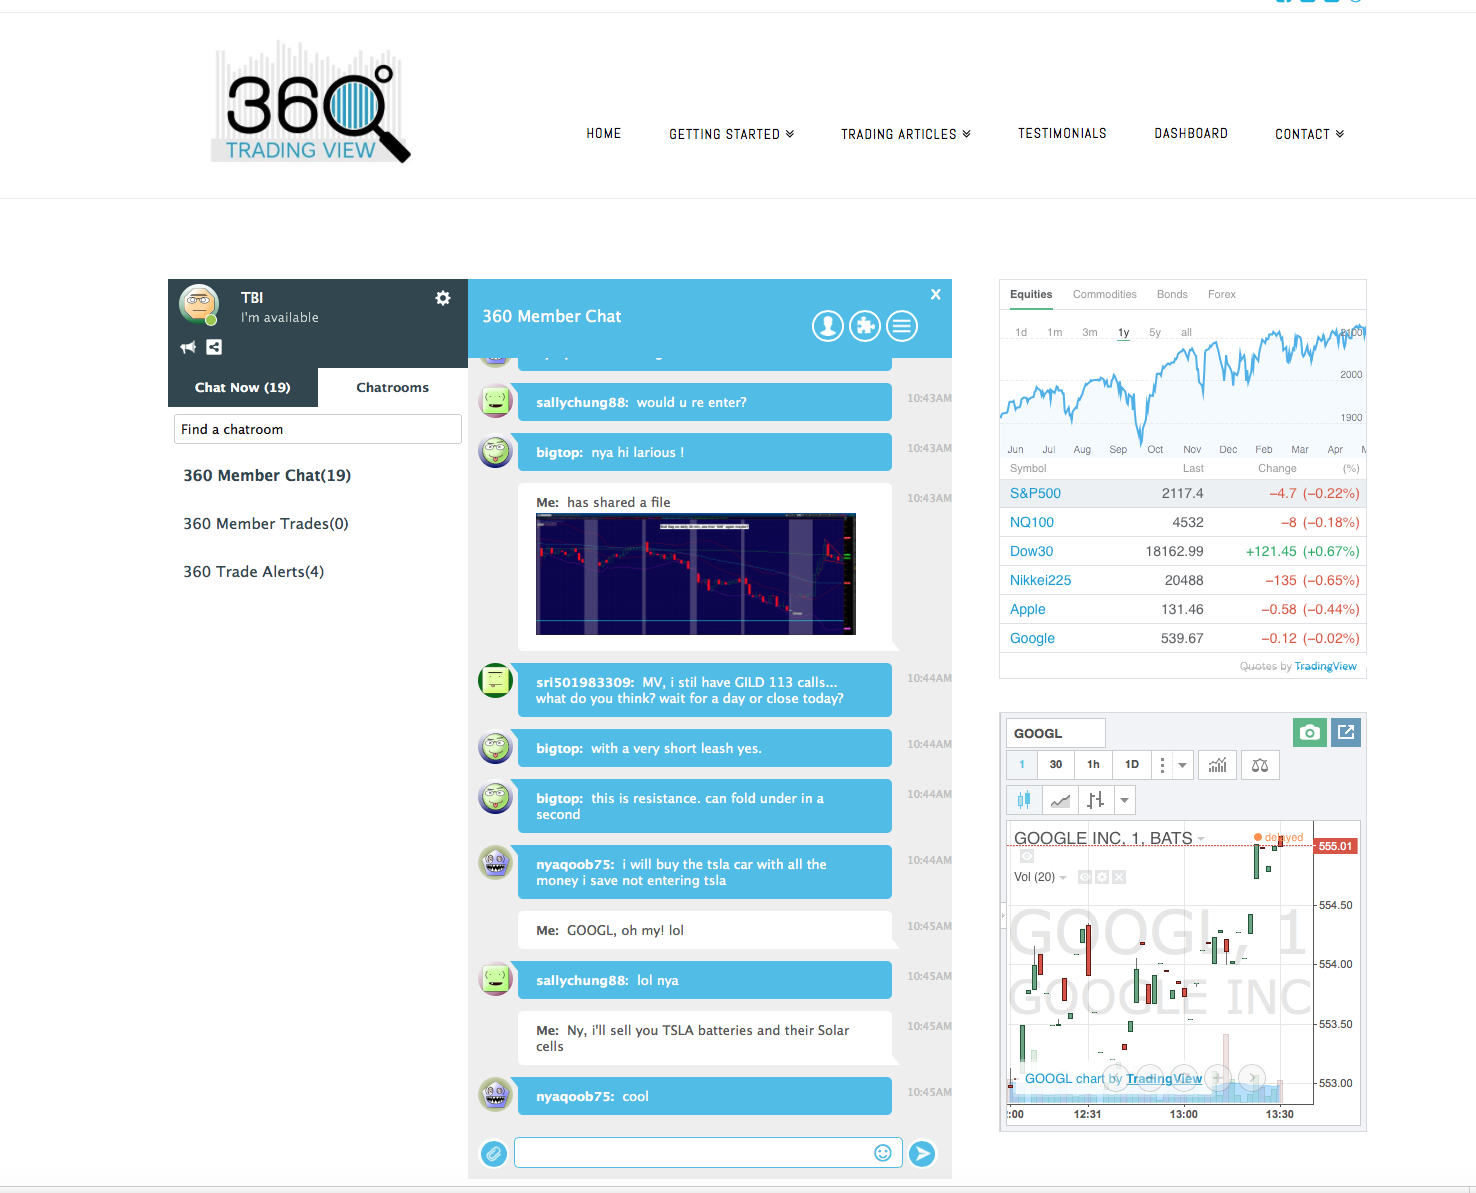 360°
TRADING VIEW
HOME
GETTING STARTED
TRADING ARTICLES
TESTIMONIALS
DASHBOARD
CONTACT
TBI
I'm available
Chat Now (19)
Chatrooms
Find a chatroom
360 Member Chat(19)
360 Member Trades(0)
360 Trade Alerts(4)
360 Member Chat
x
sallychung88: would u re enter?
10:43AM
bigtop: nya hi larious !
10:43AM
Me: has shared a file
10:43AM
sri501983309: MV, i stil have GILD 113 calls...
what do you think? wait for a day or close today?
10:44AM
bigtop: with a very short leash yes.
10:44AM
bigtop: this is resistance. can fold under in a
second
10:44AM
nyaqoob75: i will buy the tsla car with all the
money i save not entering tsla
10:44AM
Me: GOOGL, oh my! lol
10:45AM
sallychung88: lol nya
10:45AM
Me: Ny, i'll sell you TSLA batteries and their Solar
cells
10:45AM
nyaqoob75: cool
10:45AM
Equities Commodities Bonds Forex
1d 1m 3m 1y 5y all
2100
2000
1900
Jun Jul Aug Sep Oct Nov Dec Feb Mar Apr M
Symbol Last Change (%)
S&P500 2117.4 −4.7 (−0.22%)
NQ100 4532 −8 (−0.18%)
Dow30 18162.99 +121.45 (+0.67%)
Nikkei225 20488 −135 (−0.65%)
Apple 131.46 −0.58 (−0.44%)
Google 539.67 −0.12 (−0.02%)
Quotes by TradingView
GOOGL
1 30 1h 1D
GOOGLE INC, 1, BATS
delayed
555.01
Vol (20)
554.50
GOOGL, 1
554.00
GOOGLE INC
553.50
GOOGL chart by TradingView
553.00
:00 12:31 13:00 13:30